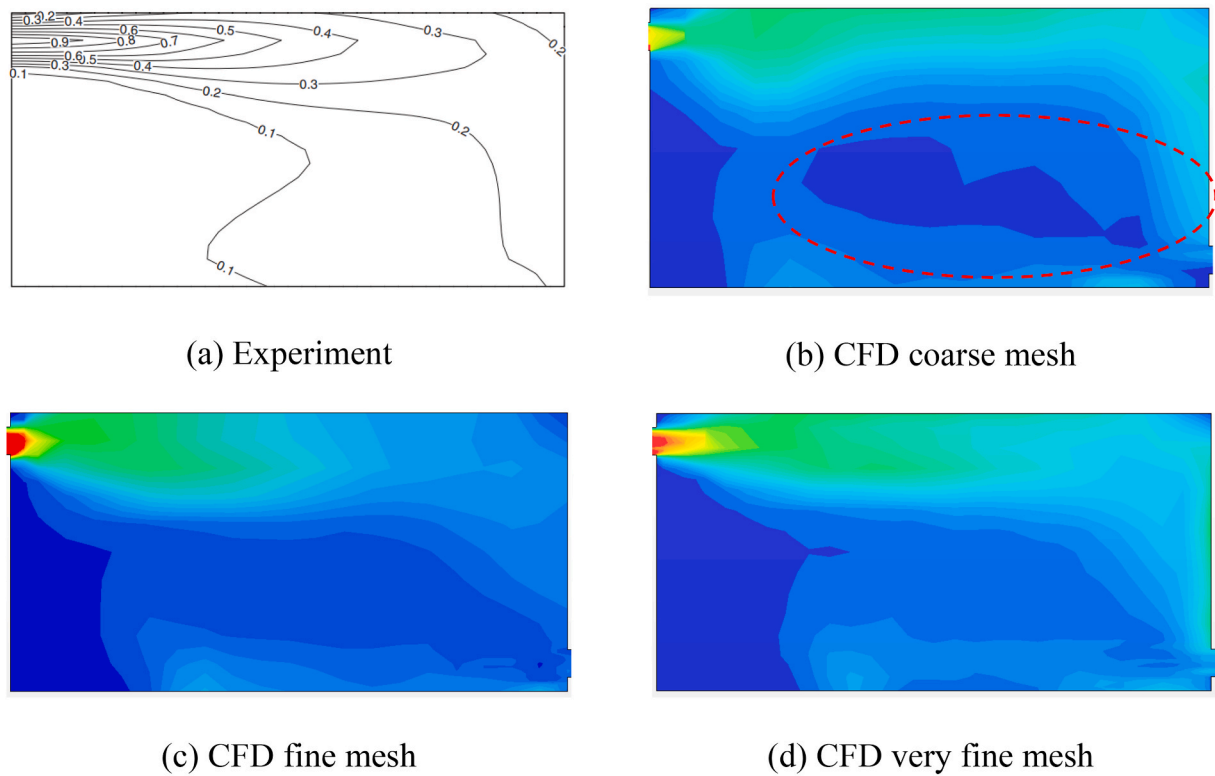 0.2
0.3 0.4
0.6 0.5 0.4 0.3
0.9 0.8 0.7 0.2
0.6 0.5
0.3 0.4
0.1 0.3
0.2
0.1 0.2
0.1
(a) Experiment
(b) CFD coarse mesh
(c) CFD fine mesh
(d) CFD very fine mesh